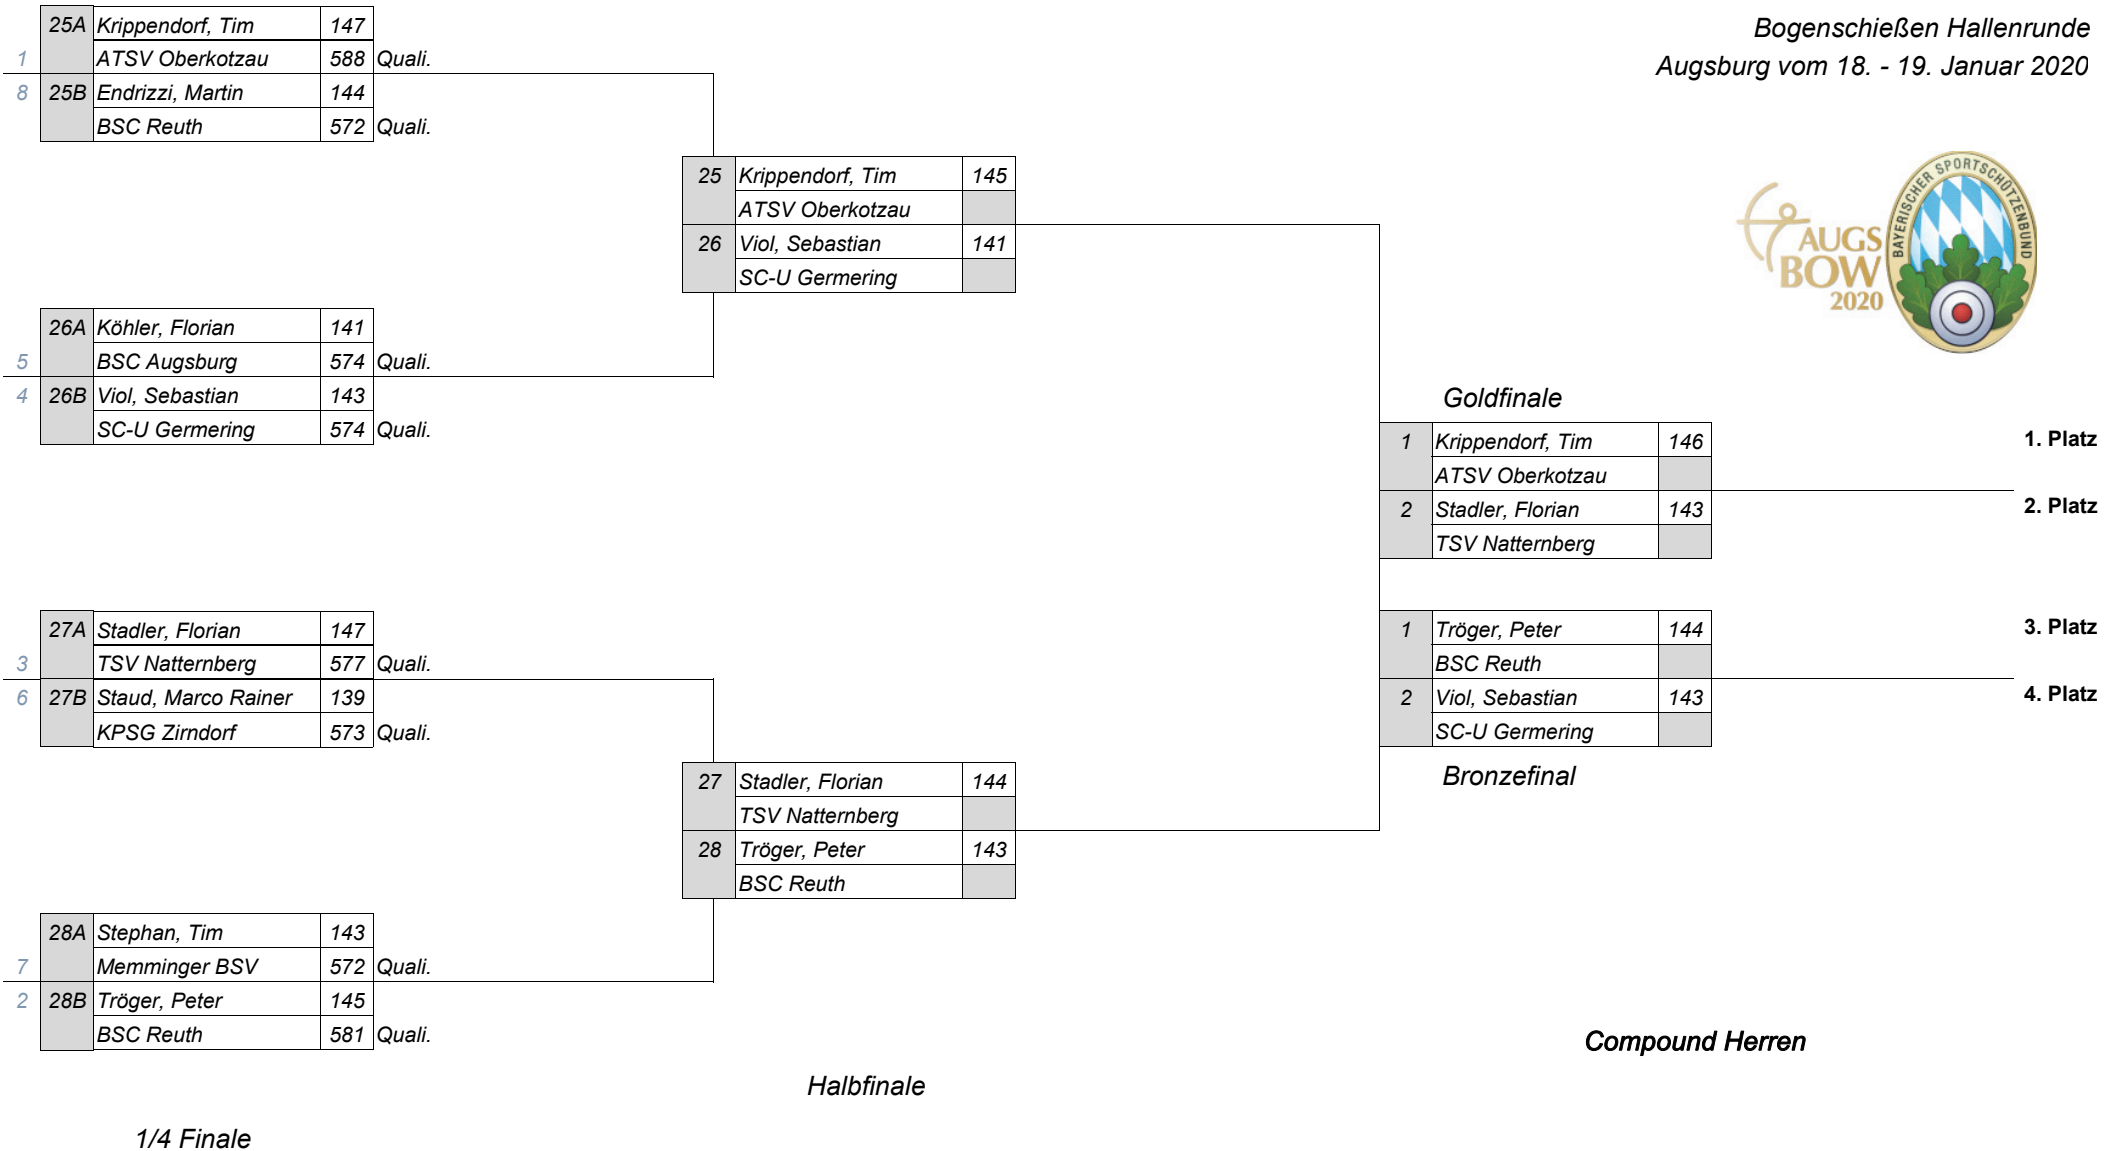 Bogenschießen Hallenrunde
Augsburg vom 18. - 19. Januar 2020
25A Krippendorf, Tim 147
1 ATSV Oberkotzau 588 Quali.
8 25B Endrizzi, Martin 144
BSC Reuth 572 Quali.
25 Krippendorf, Tim 145
ATSV Oberkotzau
26 Viol, Sebastian 141
SC-U Germering
BAYERISCHER SPORTSCHÜTZENBUND
AUGS
BOW
2020
26A Köhler, Florian 141
5 BSC Augsburg 574 Quali.
4 26B Viol, Sebastian 143
SC-U Germering 574 Quali.
Goldfinale
1 Krippendorf, Tim 146 1. Platz
ATSV Oberkotzau
2 Stadler, Florian 143 2. Platz
TSV Natternberg
27A Stadler, Florian 147
3 TSV Natternberg 577 Quali.
6 27B Staud, Marco Rainer 139
KPSG Zirndorf 573 Quali.
1 Tröger, Peter 144 3. Platz
BSC Reuth
2 Viol, Sebastian 143 4. Platz
SC-U Germering
Bronzefinal
27 Stadler, Florian 144
TSV Natternberg
28 Tröger, Peter 143
BSC Reuth
28A Stephan, Tim 143
7 Memminger BSV 572 Quali.
2 28B Tröger, Peter 145
BSC Reuth 581 Quali.
Compound Herren
Halbfinale
1/4 Finale